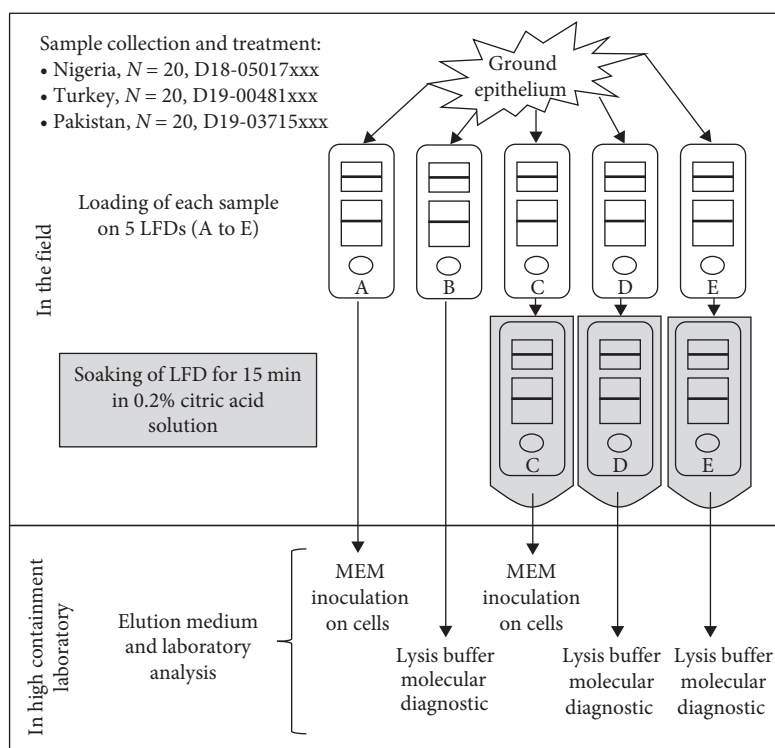 Sample collection and treatment:
• Nigeria, N = 20, D18-05017xxx
• Turkey, N = 20, D19-00481xxx
• Pakistan, N = 20, D19-03715xxx
Ground
epithelium
Loading of each sample
on 5 LFDs (A to E)
A
B
C
D
E
In the field
Soaking of LFD for 15 min
in 0.2% citric acid
solution
C
D
E
In high containment
laboratory
Elution medium
and laboratory
analysis
MEM
inoculation
on cells
Lysis buffer
molecular
diagnostic
MEM
inoculation
on cells
Lysis buffer
molecular
diagnostic
Lysis buffer
molecular
diagnostic